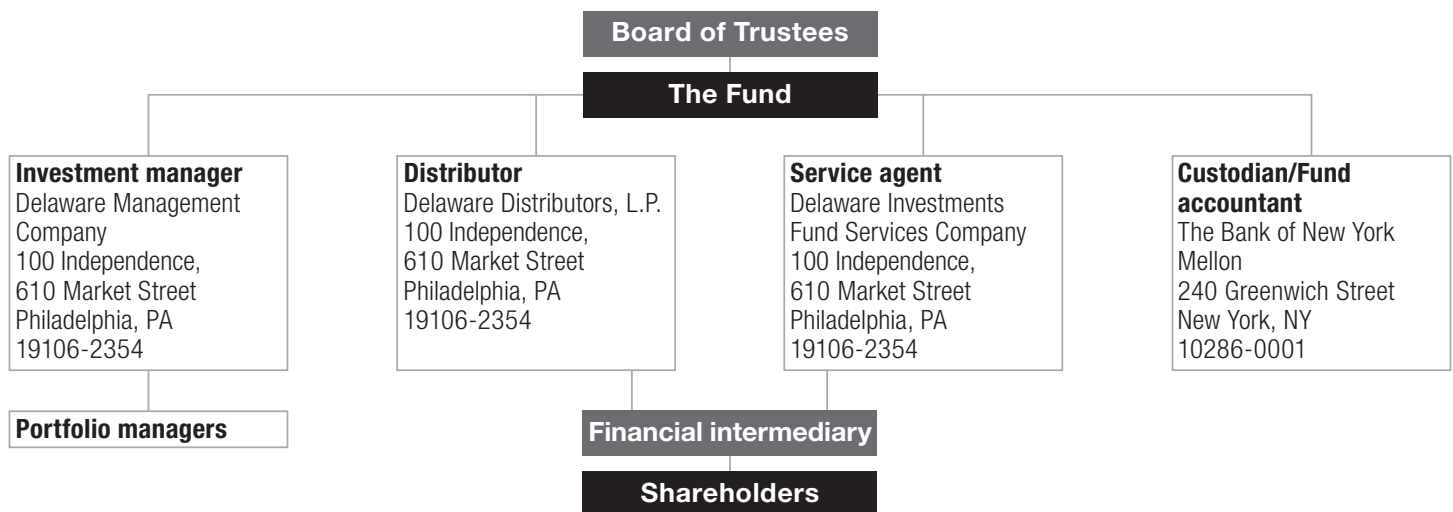 Board of Trustees
The Fund
Investment manager
Delaware Management
Company
100 Independence,
610 Market Street
Philadelphia, PA
19106-2354
Distributor
Delaware Distributors, L.P.
100 Independence,
610 Market Street
Philadelphia, PA
19106-2354
Service agent
Delaware Investments
Fund Services Company
100 Independence,
610 Market Street
Philadelphia, PA
19106-2354
Custodian/Fund
accountant
The Bank of New York
Mellon
240 Greenwich Street
New York, NY
10286-0001
Portfolio managers
Financial intermediary
Shareholders